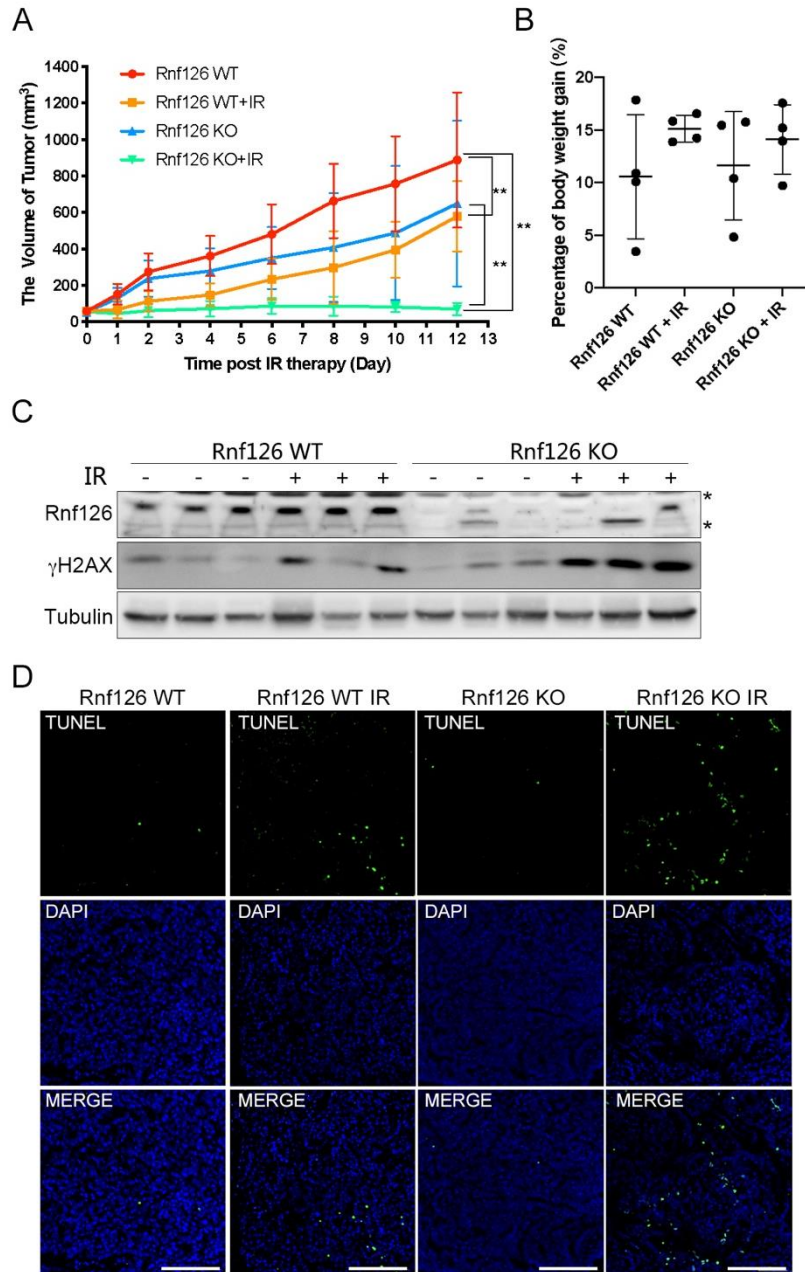 A
The Volume of Tumor (mm³)
1400
1200
1000
800
600
400
200
0
Rnf126 WT
Rnf126 WT+IR
Rnf126 KO
Rnf126 KO+IR
**
**
**
0 1 2 3 4 5 6 7 8 9 10 11 12 13
Time post IR therapy (Day)
B
Percentage of body weight gain (%)
20
15
10
5
0
Rnf126 WT
Rnf126 WT + IR
Rnf126 KO
Rnf126 KO + IR
C
Rnf126 WT Rnf126 KO
IR - - - + + + - - - + + +
Rnf126 *
*
γH2AX
Tubulin
D
Rnf126 WT Rnf126 WT IR Rnf126 KO Rnf126 KO IR
TUNEL TUNEL TUNEL TUNEL
DAPI DAPI DAPI DAPI
MERGE MERGE MERGE MERGE